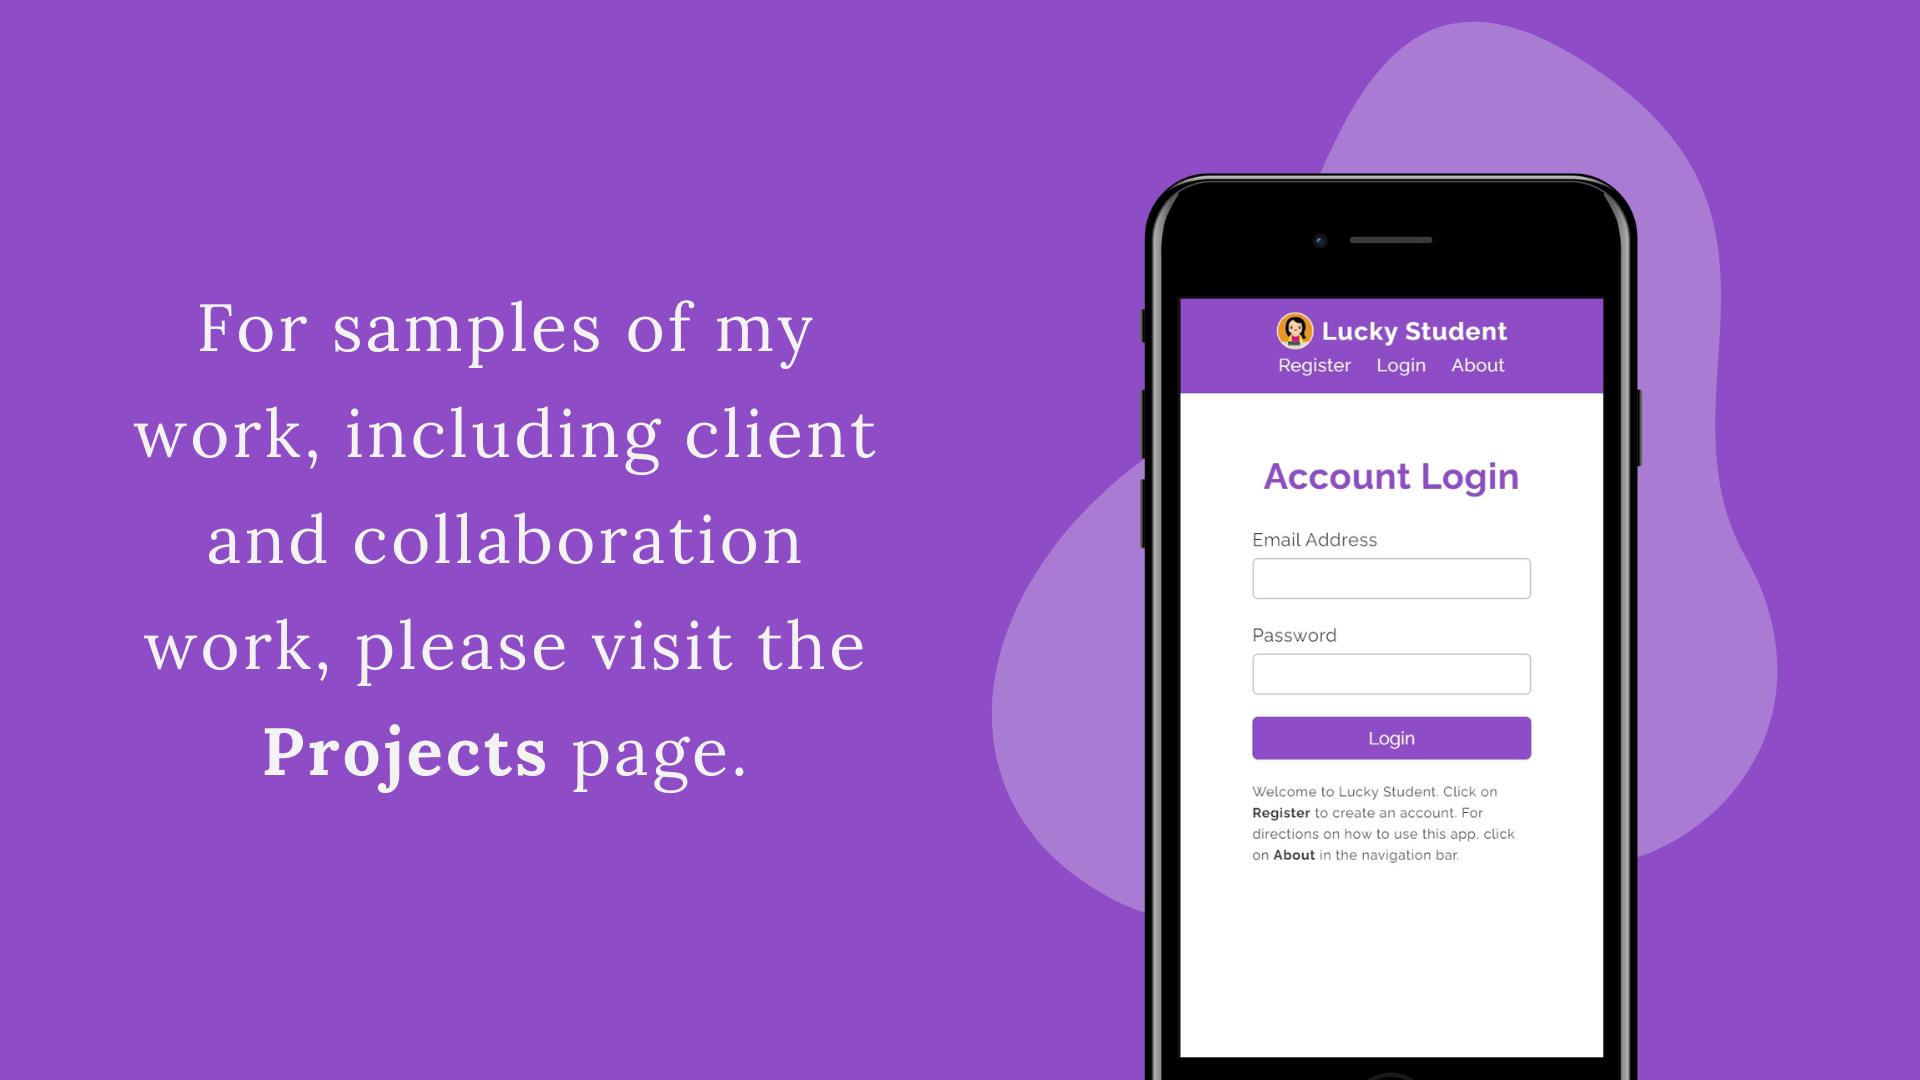 For samples of my
work, including client
and collaboration
work, please visit the
Projects page.
Lucky Student
Register Login About
Account Login
Email Address
Password
Login
Welcome to Lucky Student. Click on
Register to create an account. For
directions on how to use this app, click
on About in the navigation bar.